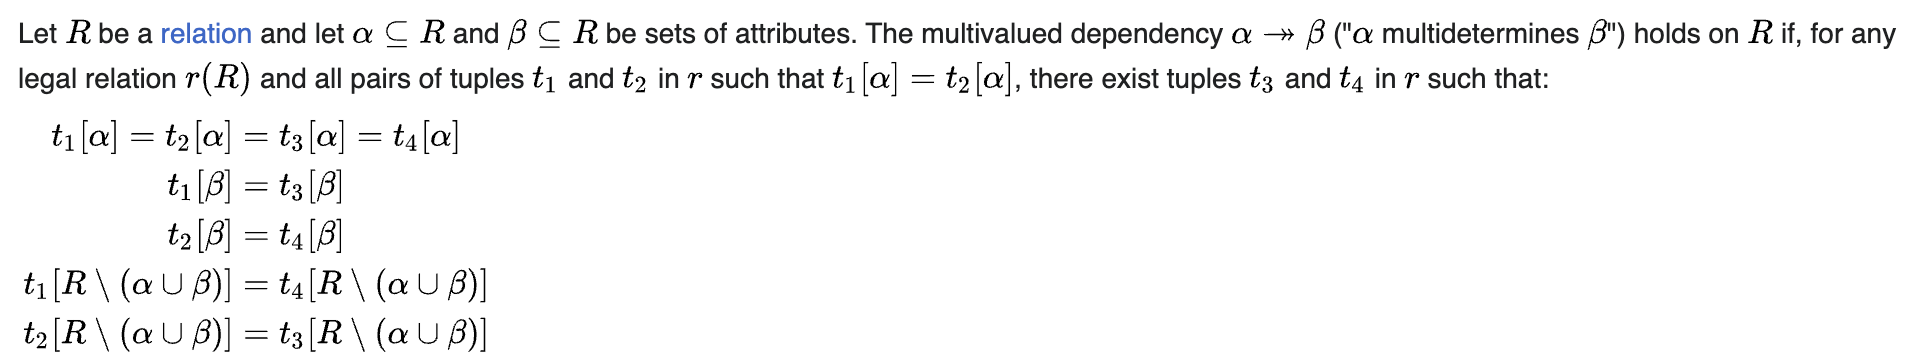 Let R be a relation and let α ⊆ R and β ⊆ R be sets of attributes. The multivalued dependency α ↠ β ("α multidetermines β") holds on R if, for any
legal relation r(R) and all pairs of tuples t₁ and t₂ in r such that t₁[α] = t₂[α], there exist tuples t₃ and t₄ in r such that:
t₁[α] = t₂[α] = t₃[α] = t₄[α]
t₁[β] = t₃[β]
t₂[β] = t₄[β]
t₁[R \ (α ∪ β)] = t₄[R \ (α ∪ β)]
t₂[R \ (α ∪ β)] = t₃[R \ (α ∪ β)]